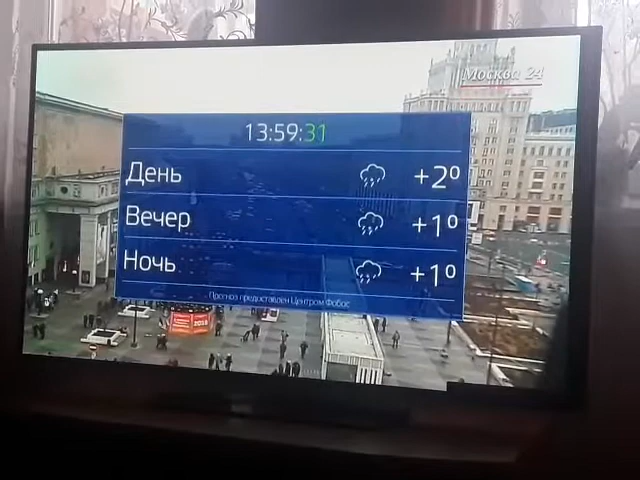 Москва 24
13:59:31
День +2°
Вечер +1°
Ночь +1°
Прогноз предоставлен Центром Фобос